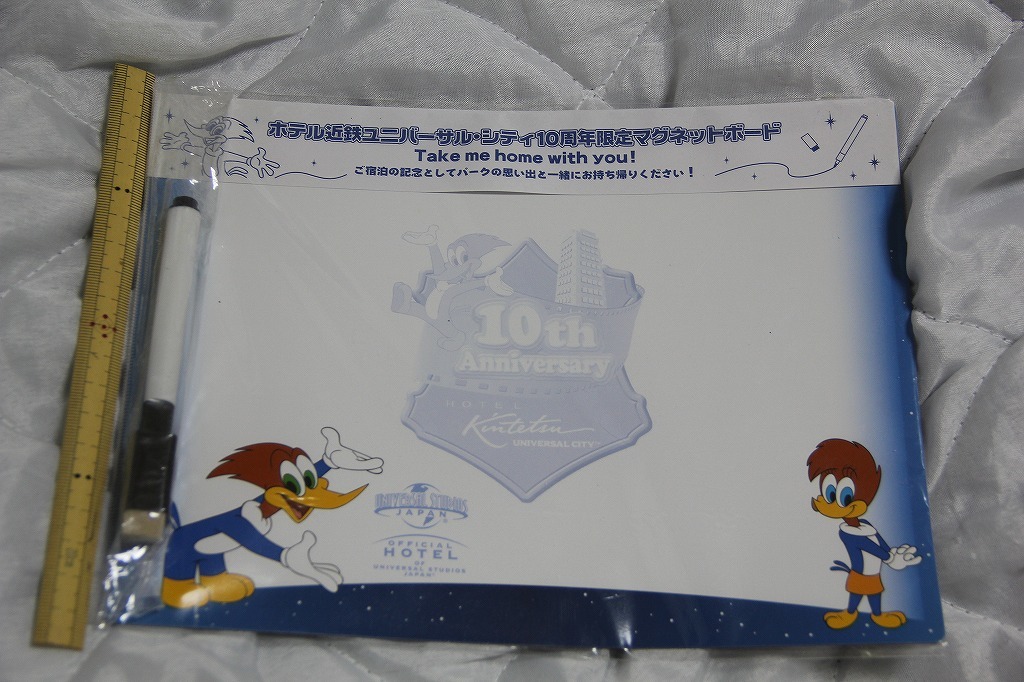 ホテル近鉄ユニバーサル・シティ10周年限定マグネットボード
Take me home with you!
ご宿泊の記念としてパークの思い出と一緒にお持ち帰りください！
10th
Anniversary
HOTEL
Kintetsu
UNIVERSAL CITY™
UNIVERSAL STUDIOS
JAPAN®
OFFICIAL
HOTEL
OF
UNIVERSAL STUDIOS
JAPAN™